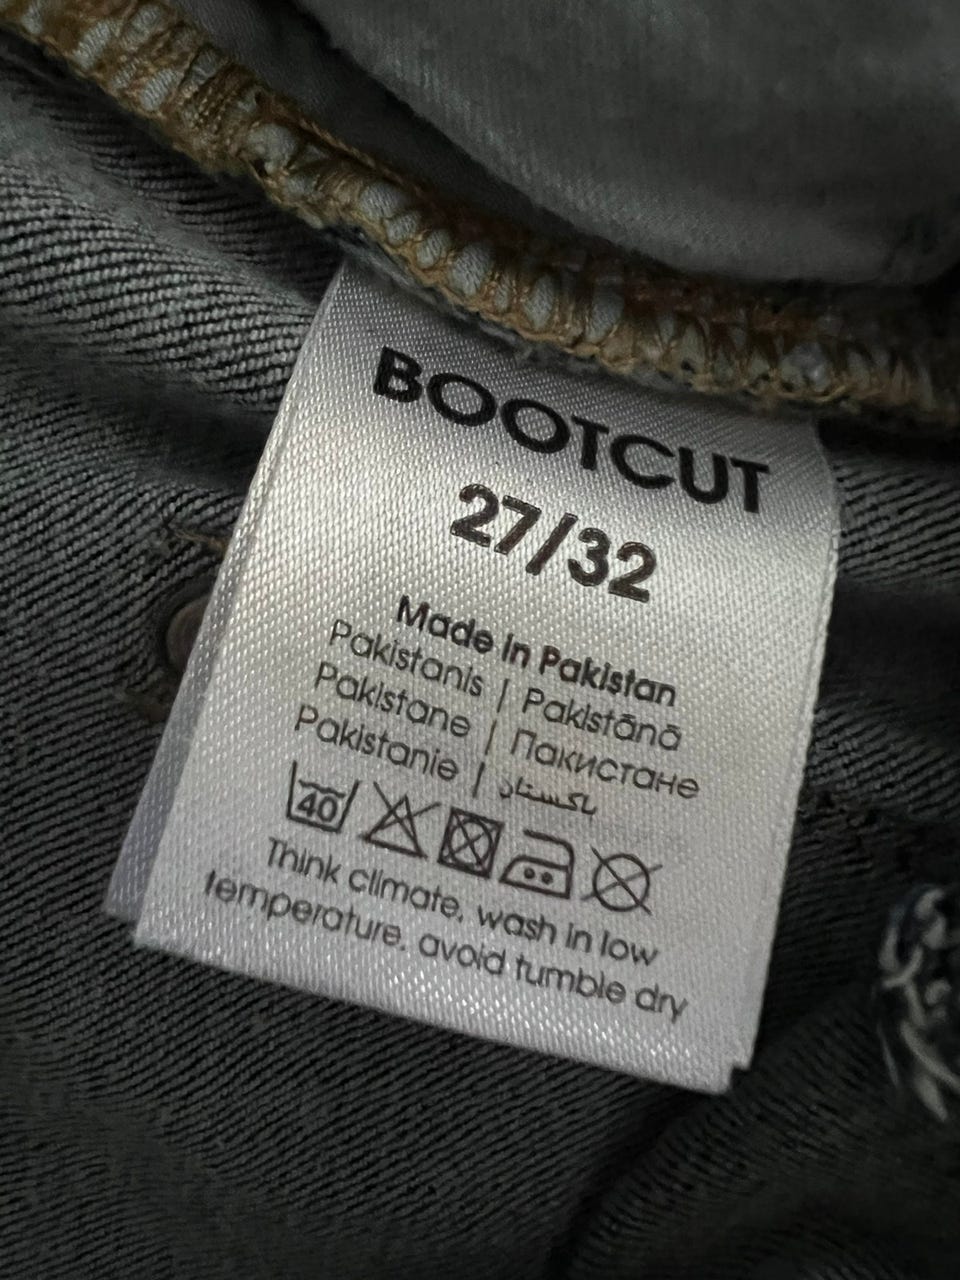 BOOTCUT
27/32
Made in Pakistan
Pakistanis | Pakistānā
Pakistane | Пакистане
Pakistanie | پاکستان
40
Think climate, wash in low
temperature, avoid tumble dry